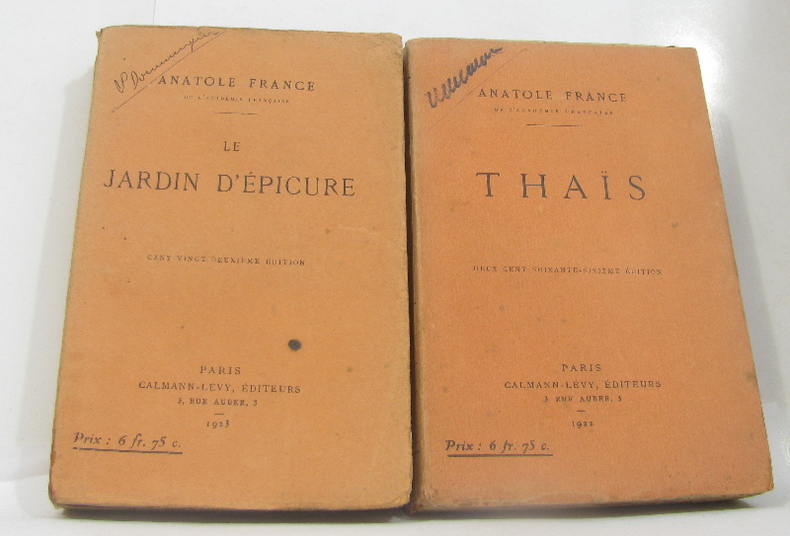 ANATOLE FRANCE
DE L'ACADÉMIE FRANÇAISE
LE
JARDIN D'ÉPICURE
CENT VINGT-DEUXIÈME ÉDITION
PARIS
CALMANN-LÉVY, ÉDITEURS
3, RUE AUBER, 3
1923
Prix : 6 fr. 75 c.
ANATOLE FRANCE
DE L'ACADÉMIE FRANÇAISE
THAÏS
DEUX CENT SOIXANTE-SIXIÈME ÉDITION
PARIS
CALMANN-LÉVY, ÉDITEURS
3, RUE AUBER, 3
1922
Prix : 6 fr. 75 c.